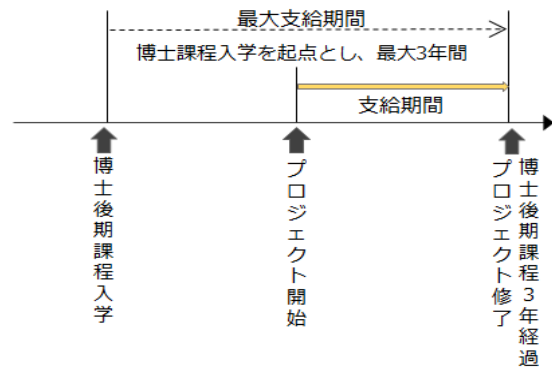 最大支給期間
博士課程入学を起点とし、最大3年間
支給期間
博士後期課程入学
プロジェクト開始
プロジェクト修了
博士後期課程３年経過